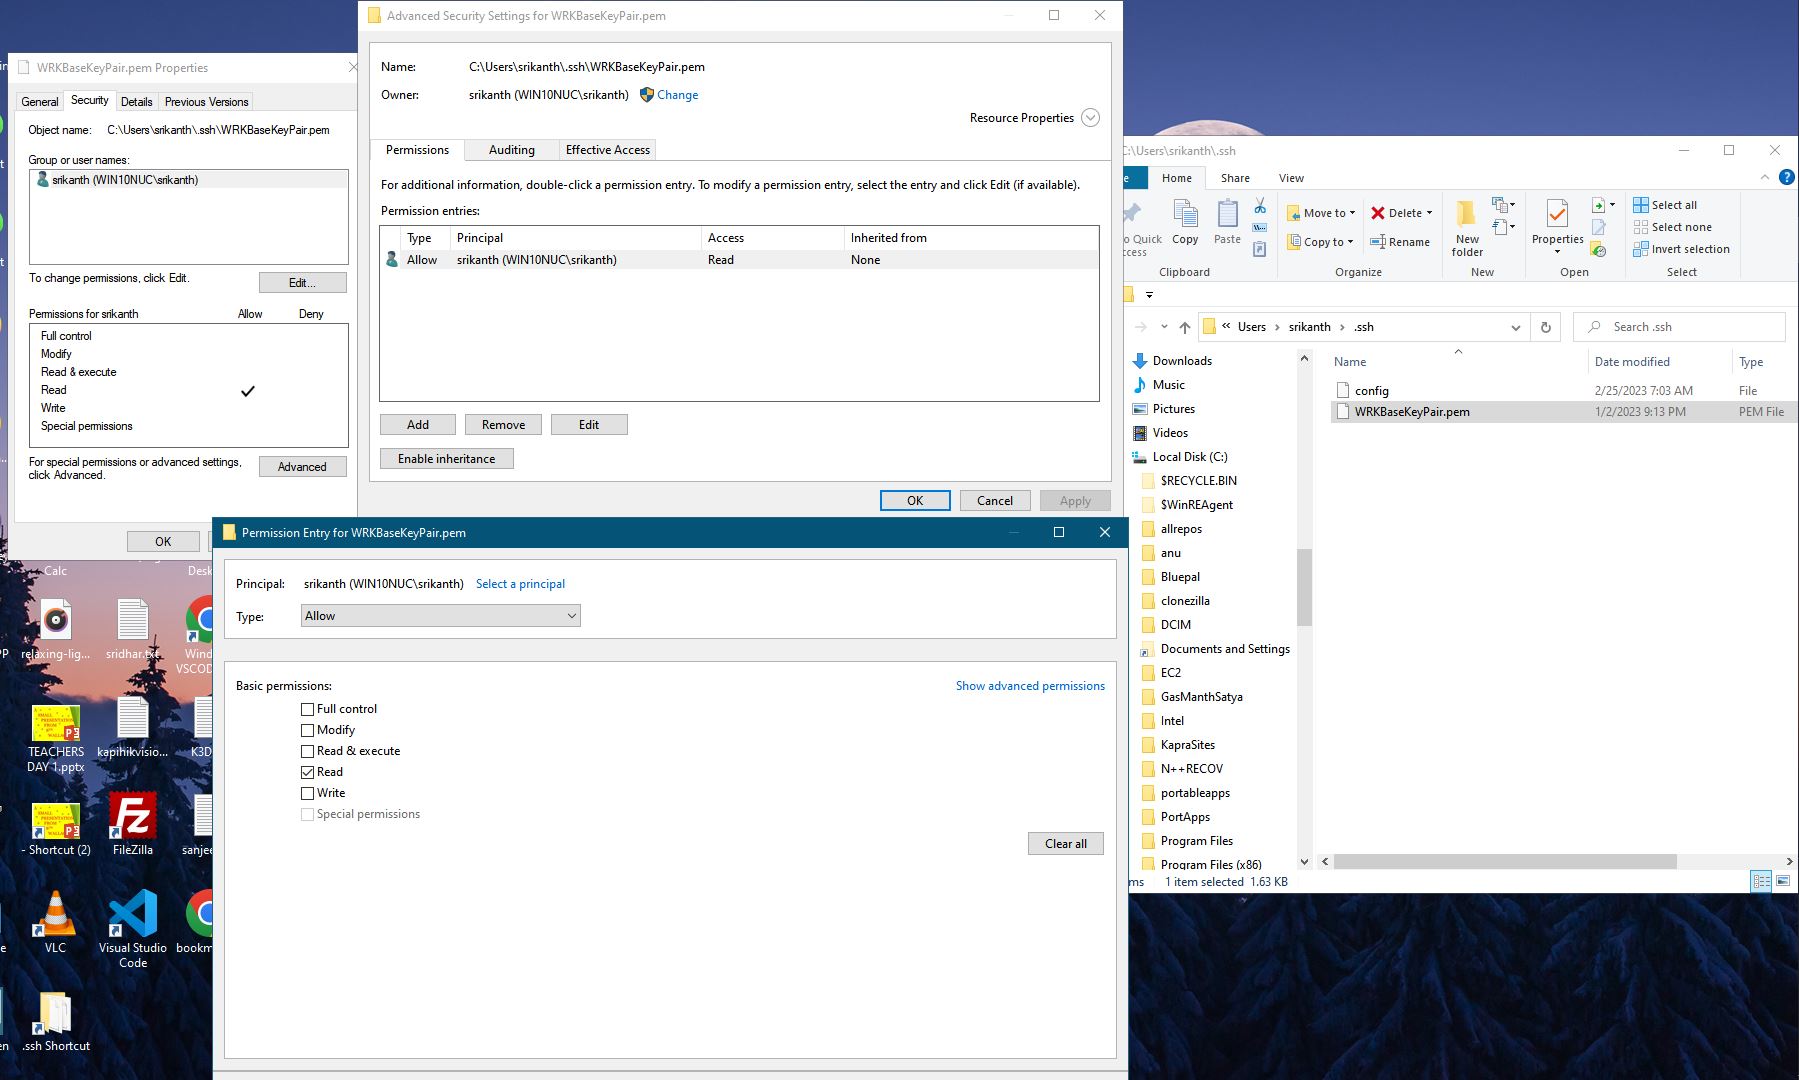 Advanced Security Settings for WRKBaseKeyPair.pem
Name: C:\Users\srikanth\.ssh\WRKBaseKeyPair.pem
Owner: srikanth (WIN10NUC\srikanth) Change
Resource Properties
Permissions Auditing Effective Access
For additional information, double-click a permission entry. To modify a permission entry, select the entry and click Edit (if available).
Permission entries:
Type Principal Access Inherited from
Allow srikanth (WIN10NUC\srikanth) Read None
Add Remove Edit
Enable inheritance
OK Cancel Apply
WRKBaseKeyPair.pem Properties
General Security Details Previous Versions
Object name: C:\Users\srikanth\.ssh\WRKBaseKeyPair.pem
Group or user names:
srikanth (WIN10NUC\srikanth)
To change permissions, click Edit. Edit...
Permissions for srikanth Allow Deny
Full control
Modify
Read & execute
Read
Write
Special permissions
For special permissions or advanced settings,
click Advanced.
Advanced
OK
Permission Entry for WRKBaseKeyPair.pem
Principal: srikanth (WIN10NUC\srikanth) Select a principal
Type: Allow
Basic permissions: Show advanced permissions
Full control
Modify
Read & execute
Read
Write
Special permissions
Clear all
C:\Users\srikanth\.ssh
Home Share View
Copy Paste
Move to
Copy to
Delete
Rename
New
folder
Properties
Select all
Select none
Invert selection
Clipboard Organize New Open Select
« Users › srikanth › .ssh
Search .ssh
Name Date modified Type
config 2/25/2023 7:03 AM File
WRKBaseKeyPair.pem 1/2/2023 9:13 PM PEM File
Downloads
Music
Pictures
Videos
Local Disk (C:)
$RECYCLE.BIN
$WinREAgent
allrepos
anu
Bluepal
clonezilla
DCIM
Documents and Settings
EC2
GasManthSatya
Intel
KapraSites
N++RECOV
portableapps
PortApps
Program Files
Program Files (x86)
1 item selected 1.63 KB
Calc
Desk
relaxing-lig...
sridhar.txt
Wind
VSCOD
TEACHERS
DAY 1.pptx
kapihikvisio...
K3D
- Shortcut (2)
FileZilla
sanjee
VLC
Visual Studio
Code
bookm
.ssh Shortcut